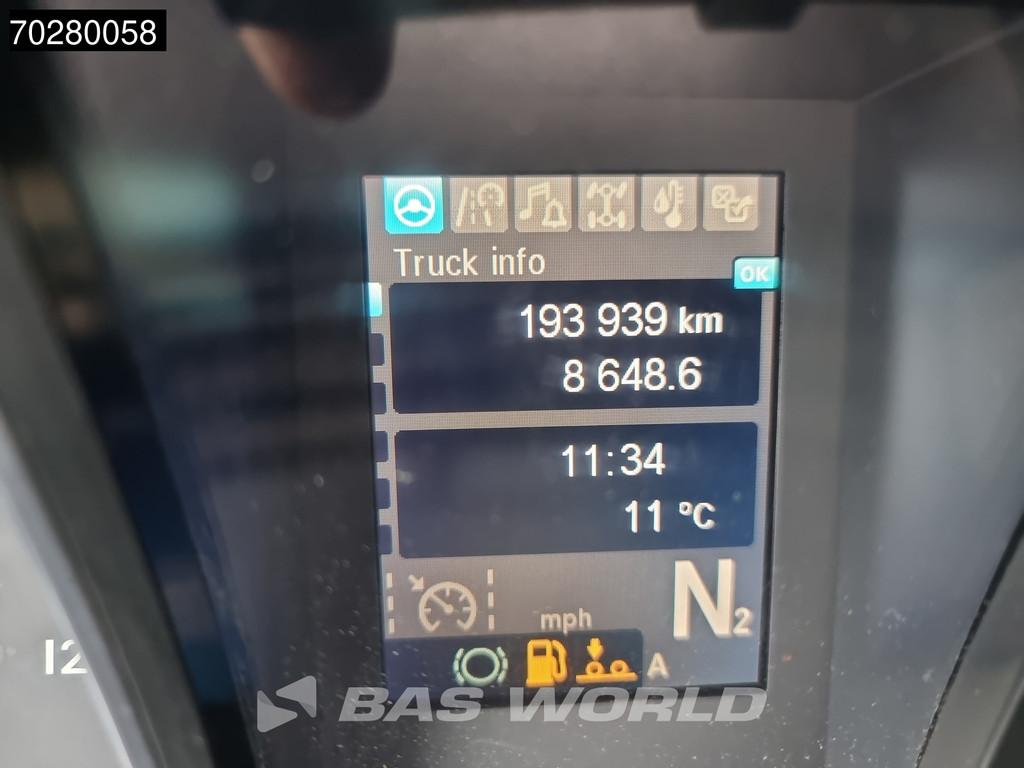 70280058
Truck info
OK
193 939 km
8 648.6
11:34
11 °C
N2
mph
A
12
BAS WORLD